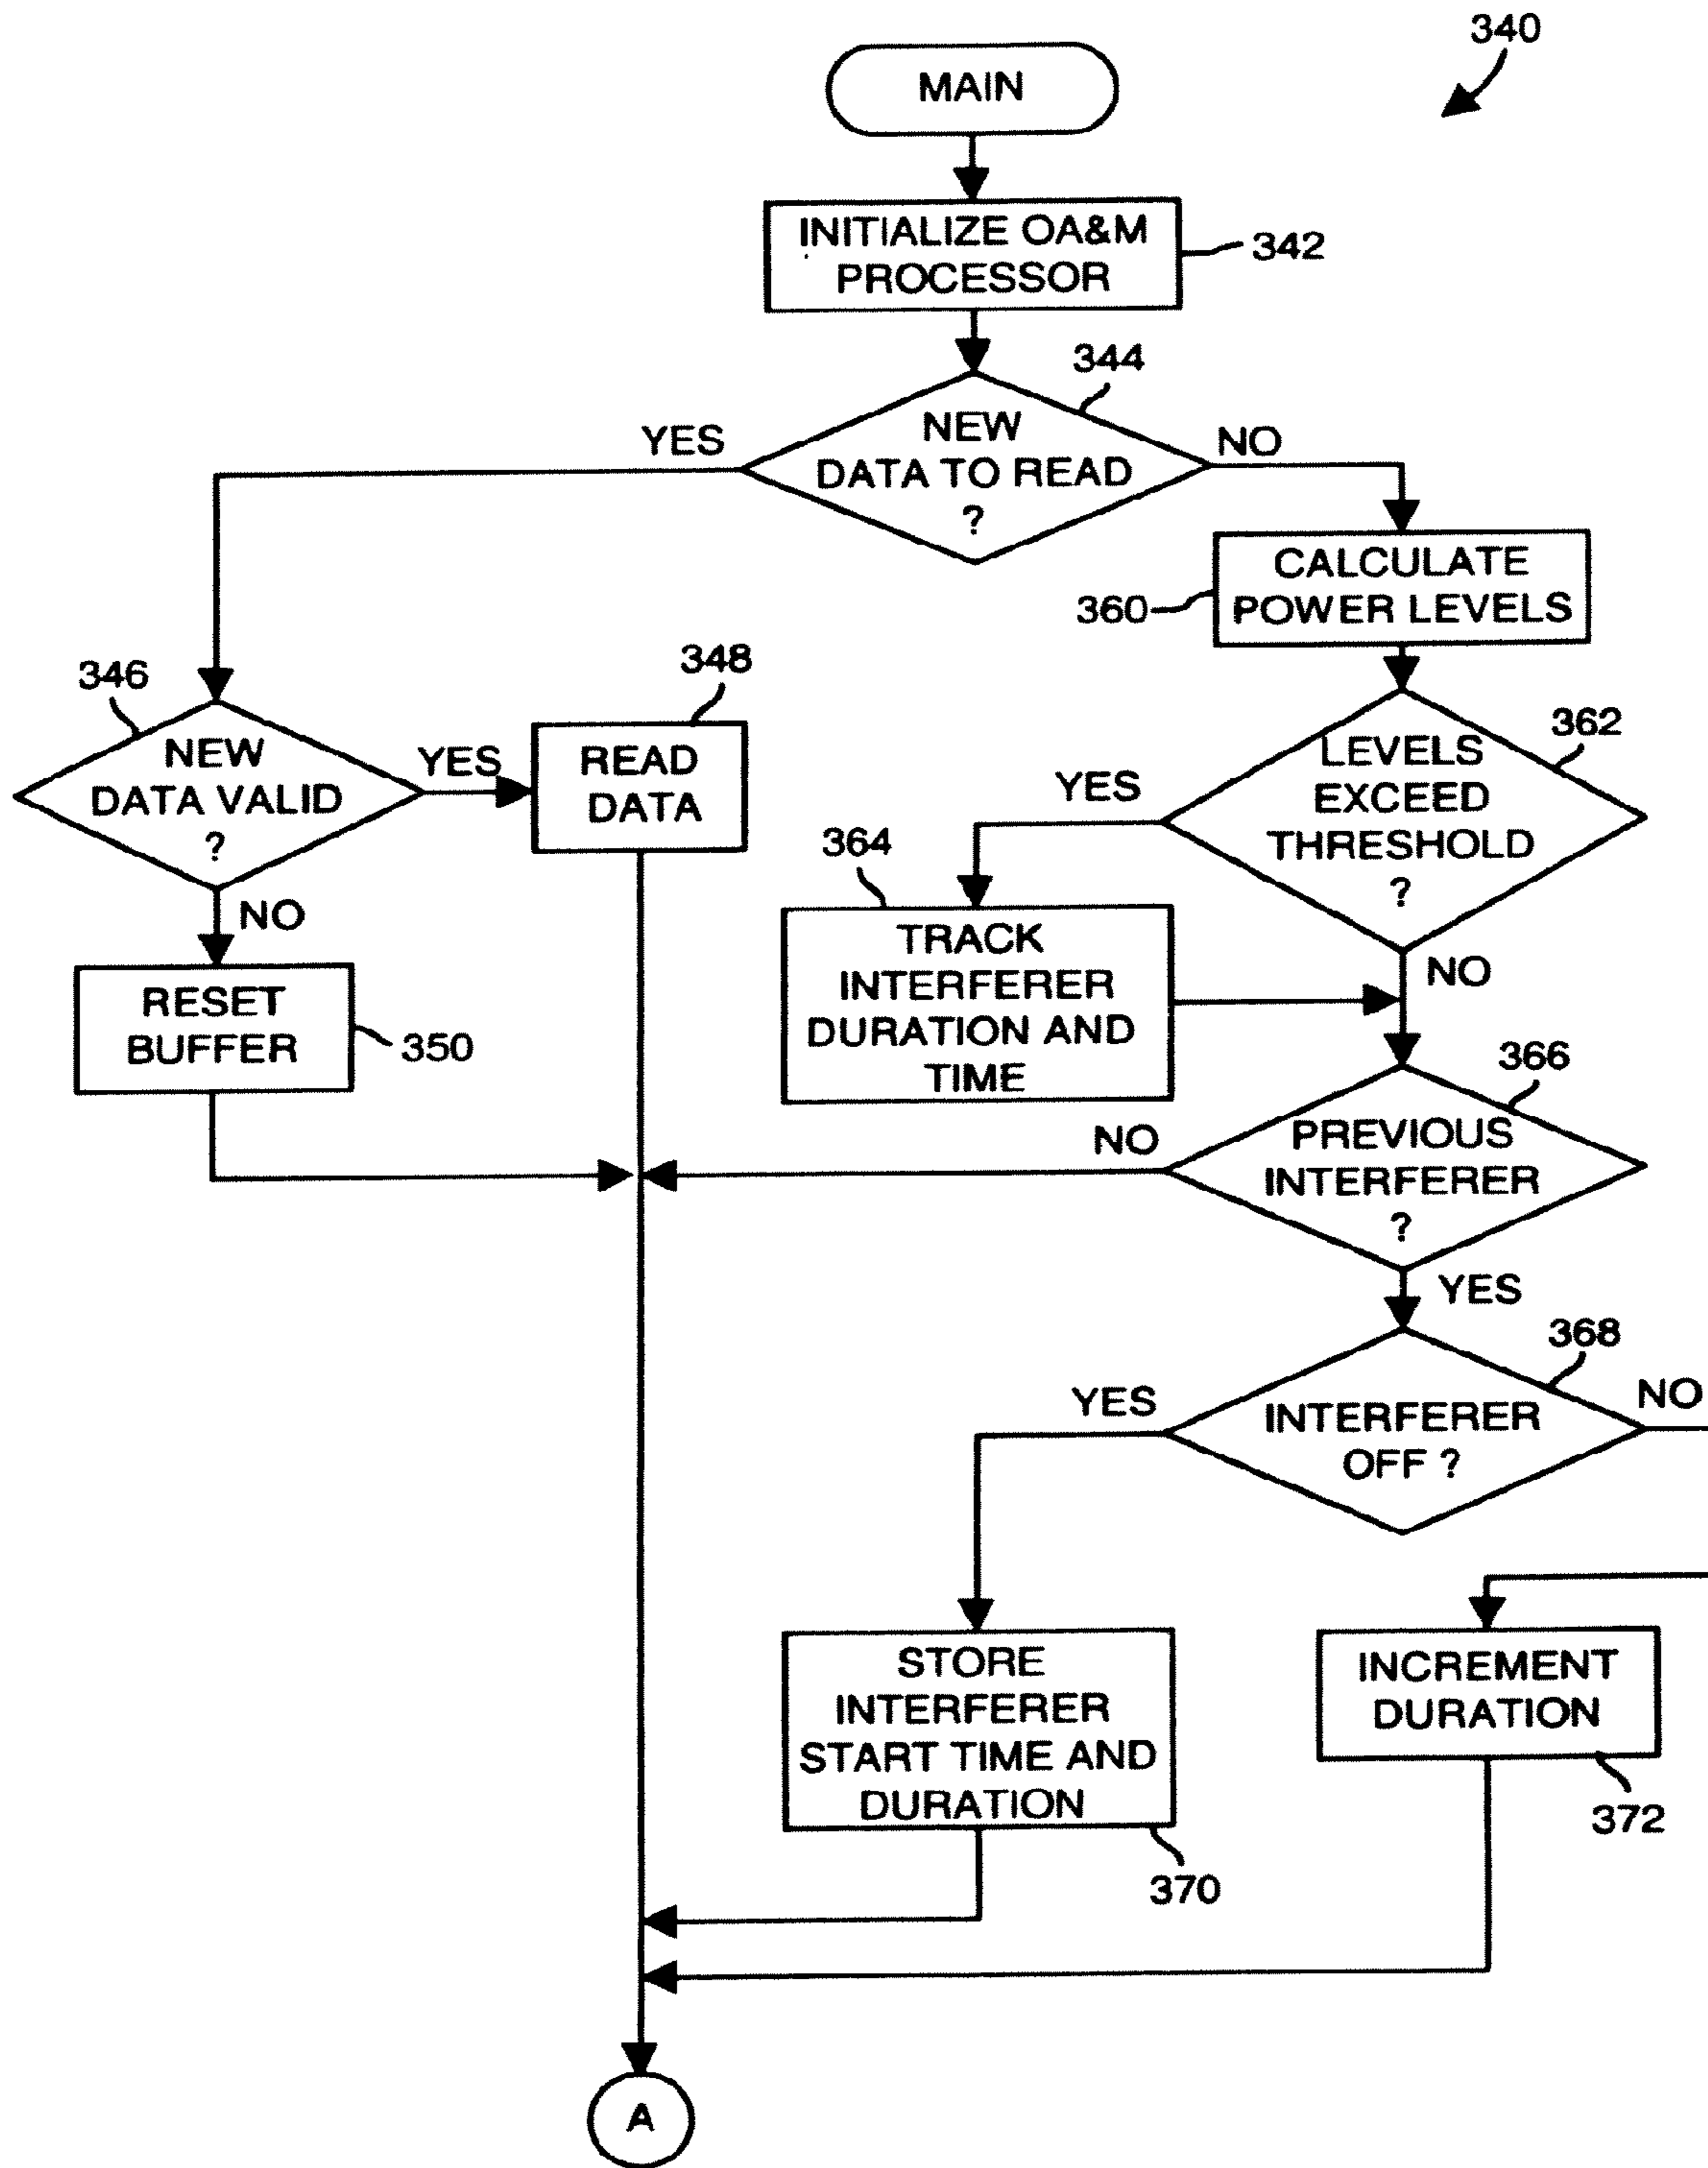 340
MAIN
INITIALIZE OA&M
PROCESSOR
342
344
NEW
DATA TO READ
?
YES
NO
CALCULATE
POWER LEVELS
360
346
NEW
DATA VALID
?
YES
348
READ
DATA
362
LEVELS
EXCEED
THRESHOLD
?
YES
NO
364
TRACK
INTERFERER
DURATION AND
TIME
NO
RESET
BUFFER
350
366
PREVIOUS
INTERFERER
?
NO
YES
368
INTERFERER
OFF ?
YES
NO
STORE
INTERFERER
START TIME AND
DURATION
370
INCREMENT
DURATION
372
A